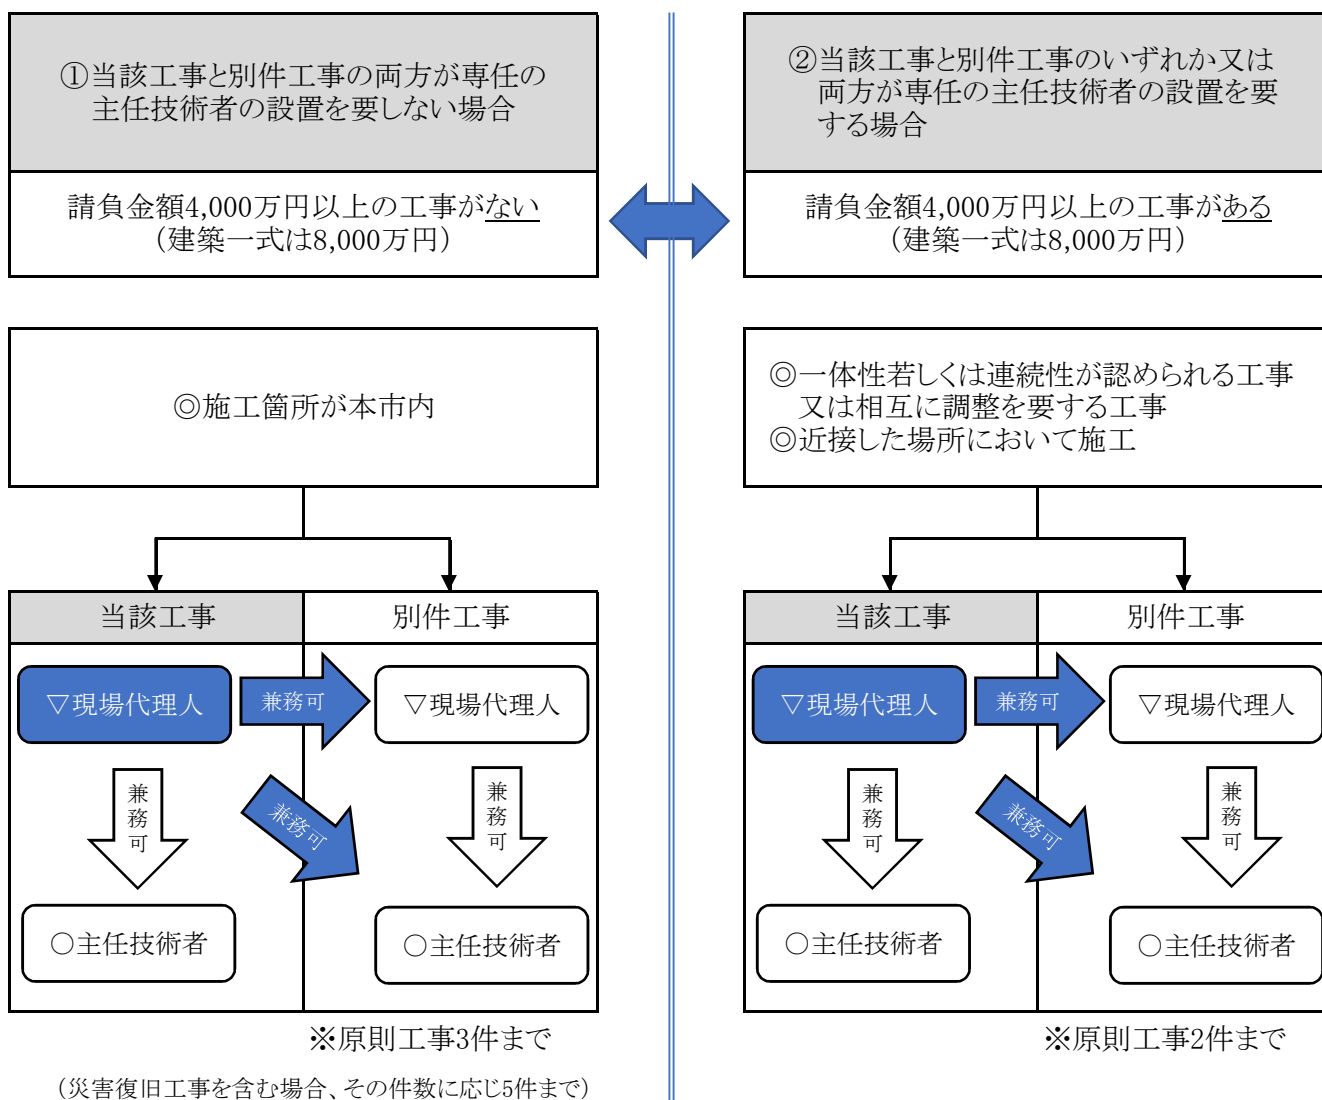 ①当該工事と別件工事の両方が専任の
主任技術者の設置を要しない場合
請負金額4,000万円以上の工事がない
（建築一式は8,000万円）
◎施工箇所が本市内
当該工事
別件工事
▽現場代理人
兼務可
▽現場代理人
兼務可
兼務可
兼務可
○主任技術者
○主任技術者
※原則工事3件まで
（災害復旧工事を含む場合、その件数に応じ5件まで）
②当該工事と別件工事のいずれか又は
両方が専任の主任技術者の設置を要
する場合
請負金額4,000万円以上の工事がある
（建築一式は8,000万円）
◎一体性若しくは連続性が認められる工事
又は相互に調整を要する工事
◎近接した場所において施工
当該工事
別件工事
▽現場代理人
兼務可
▽現場代理人
兼務可
兼務可
兼務可
○主任技術者
○主任技術者
※原則工事2件まで